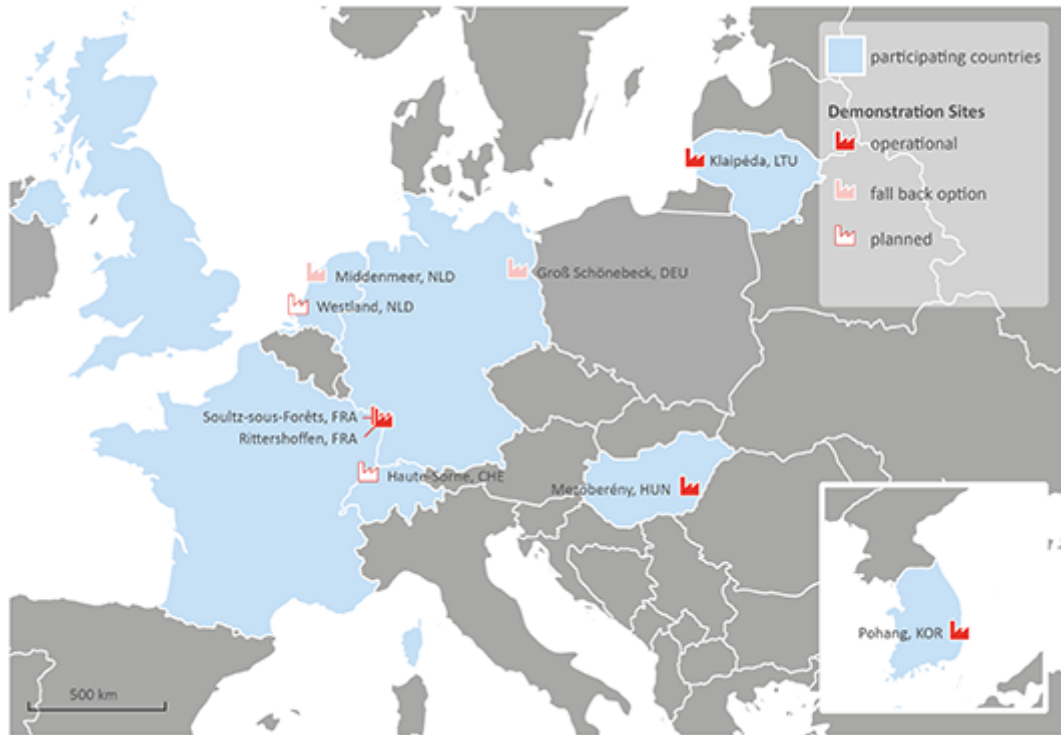 participating countries
Demonstration Sites
operational
fall back option
planned
Klaipėda, LTU
Middenmeer, NLD
Groß Schönebeck, DEU
Westland, NLD
Soultz-sous-Forêts, FRA
Rittershoffen, FRA
Haute-Sorne, CHE
Mezőberény, HUN
Pohang, KOR
500 km